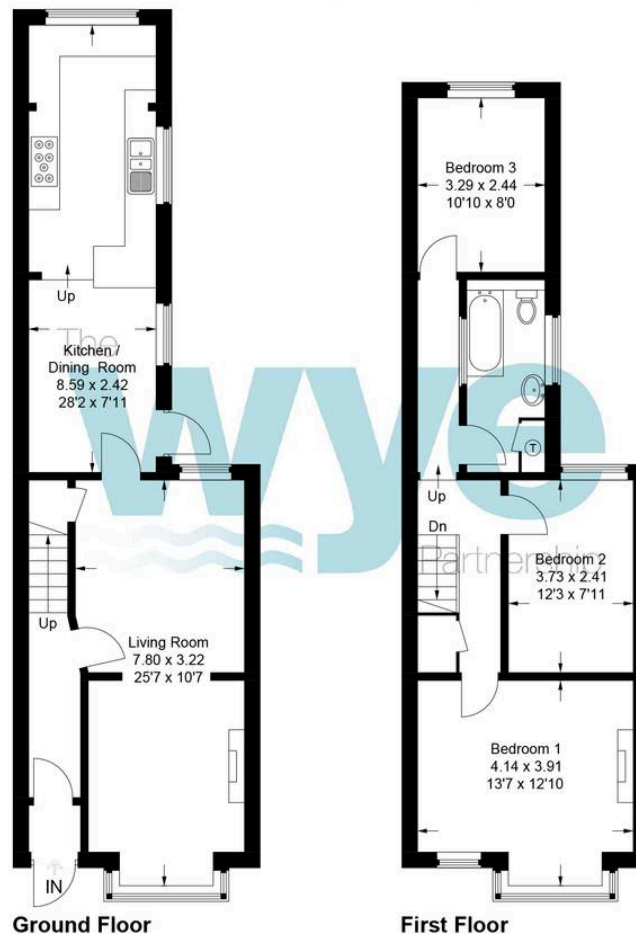 Up
The
Kitchen /
Dining Room
8.59 x 2.42
28'2 x 7'11
wye
Partnership
Up
Living Room
7.80 x 3.22
25'7 x 10'7
IN
Ground Floor
Bedroom 3
3.29 x 2.44
10'10 x 8'0
T
Up
Dn
Bedroom 2
3.73 x 2.41
12'3 x 7'11
Bedroom 1
4.14 x 3.91
13'7 x 12'10
First Floor